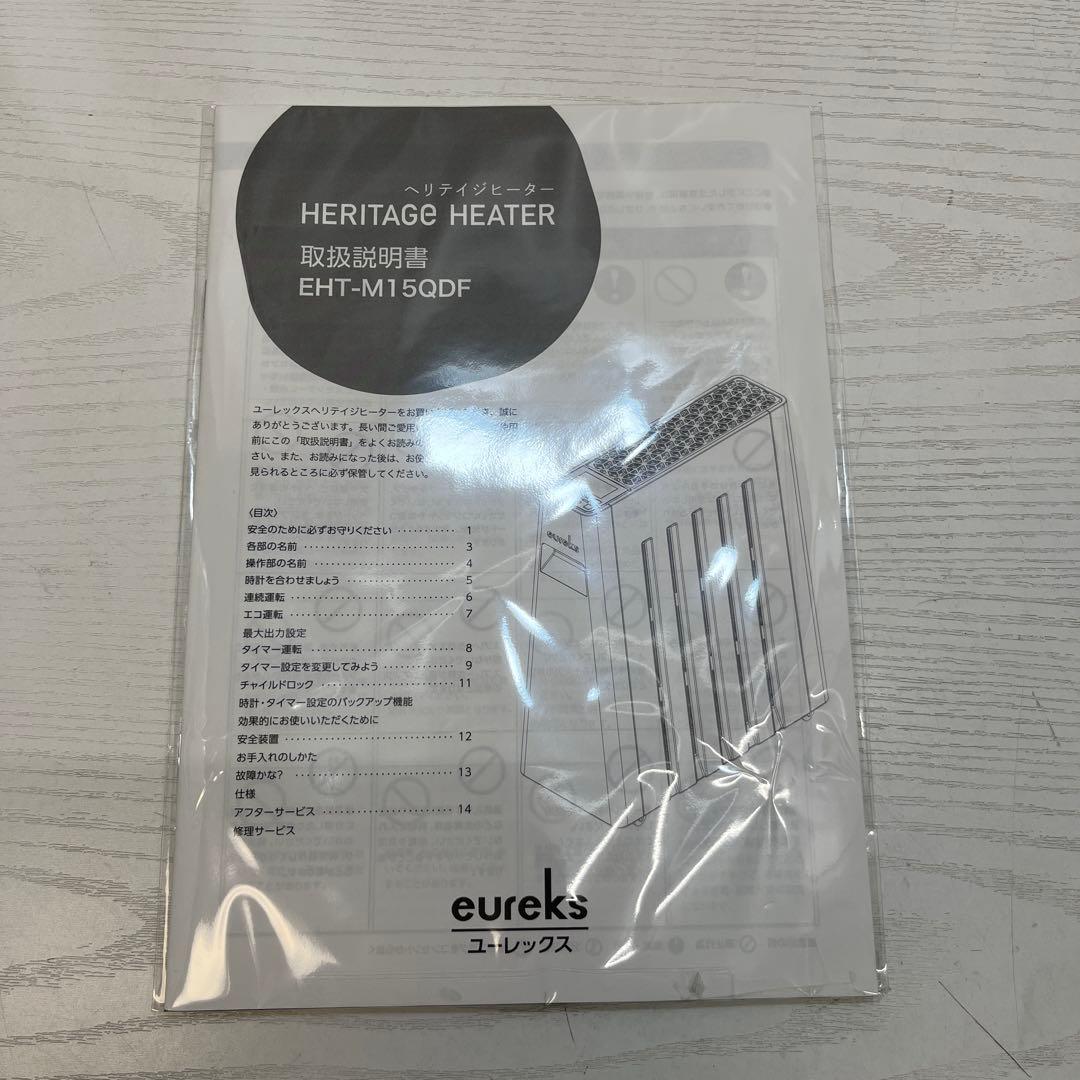 ヘリテイジヒーター
HERITAGe HEATER
取扱説明書
EHT-M15QDF
ユーレックスヘリテイジヒーターをお買い 誠に
ありがとうございます。長い間ご愛用
前にこの「取扱説明書」をよくお読み
さい。また、お読みになった後は、お使
見られるところに必ず保管してください。
〈目次〉
安全のために必ずお守りください ··········· 1
各部の名前 ··························· 3
操作部の名前 ························· 4
時計を合わせましょう ··················· 5
連続運転 ····························· 6
エコ運転 ····························· 7
最大出力設定
タイマー運転 ························· 8
タイマー設定を変更してみよう ············ 9
チャイルドロック ······················· 11
時計・タイマー設定のバックアップ機能
効果的にお使いいただくために
安全装置 ····························· 12
お手入れのしかた
故障かな? ···························· 13
仕様
アフターサービス ······················· 14
修理サービス
eureks
eureks
ユーレックス